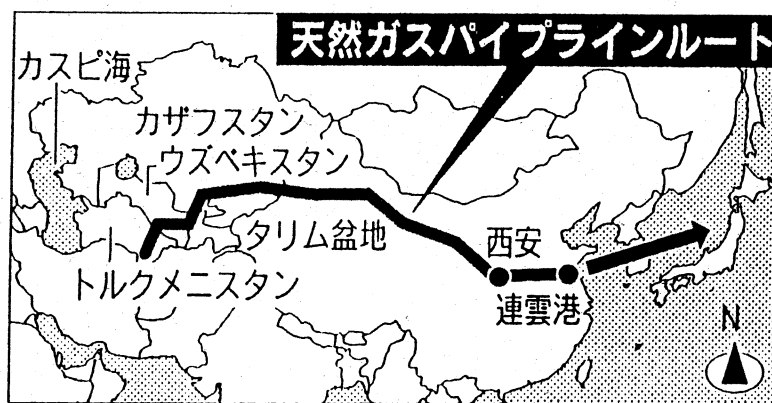 天然ガスパイプラインルート
カスピ海
カザフスタン
ウズベキスタン
タリム盆地
西安
トルクメニスタン
連雲港
N